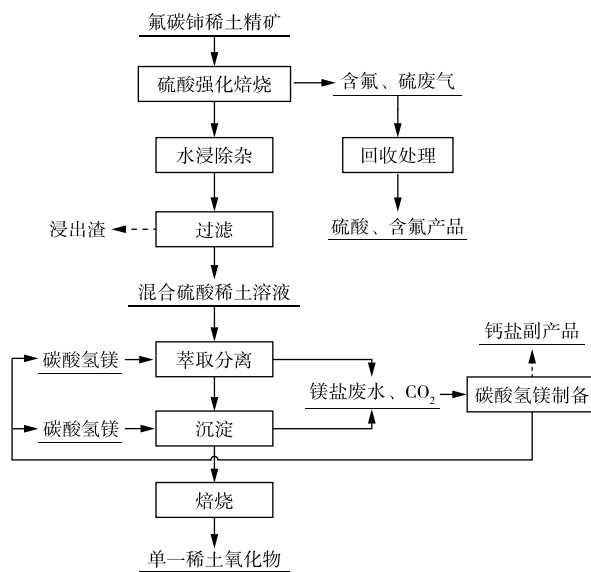 氟碳铈稀土精矿
硫酸强化焙烧
含氟、硫废气
水浸除杂
回收处理
浸出渣
过滤
硫酸、含氟产品
混合硫酸稀土溶液
钙盐副产品
碳酸氢镁
萃取分离
镁盐废水、CO2
碳酸氢镁制备
碳酸氢镁
沉淀
焙烧
单一稀土氧化物